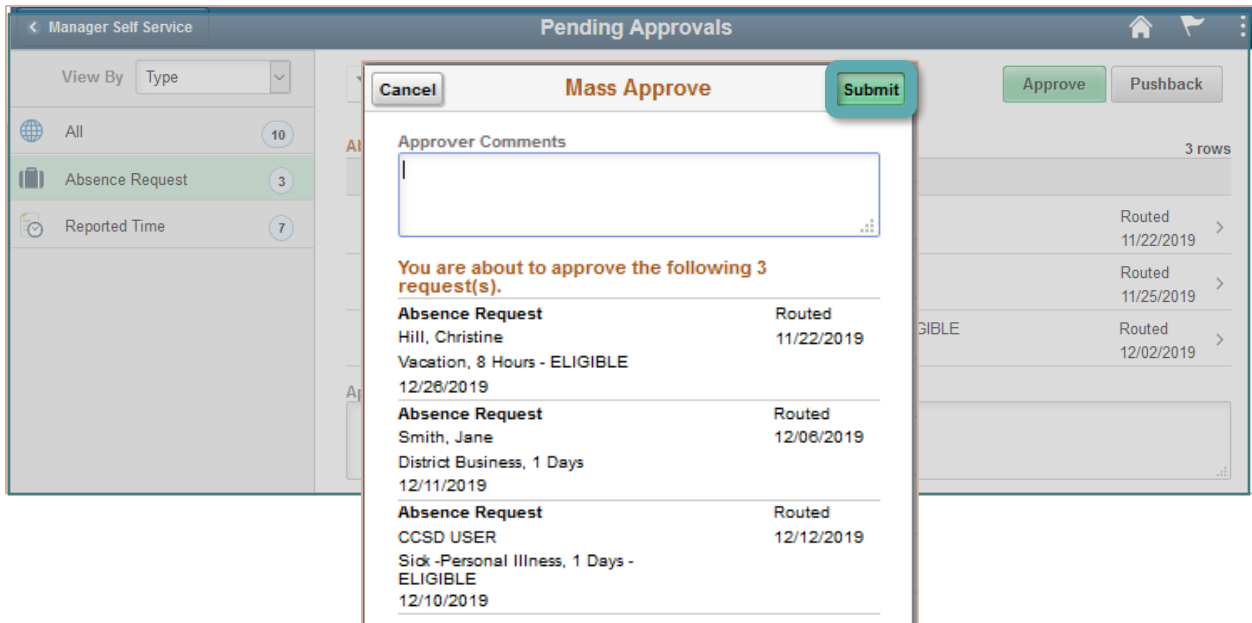 Manager Self Service
Pending Approvals
View By Type
All 10
Absence Request 3
Reported Time 7
Approve Pushback
3 rows
Routed
11/22/2019
Routed
11/25/2019
Routed
12/02/2019
Cancel Mass Approve Submit
Approver Comments
You are about to approve the following 3
request(s).
Absence Request Routed
Hill, Christine 11/22/2019
Vacation, 8 Hours - ELIGIBLE
12/26/2019
Absence Request Routed
Smith, Jane 12/06/2019
District Business, 1 Days
12/11/2019
Absence Request Routed
CCSD USER 12/12/2019
Sick -Personal Illness, 1 Days -
ELIGIBLE
12/10/2019